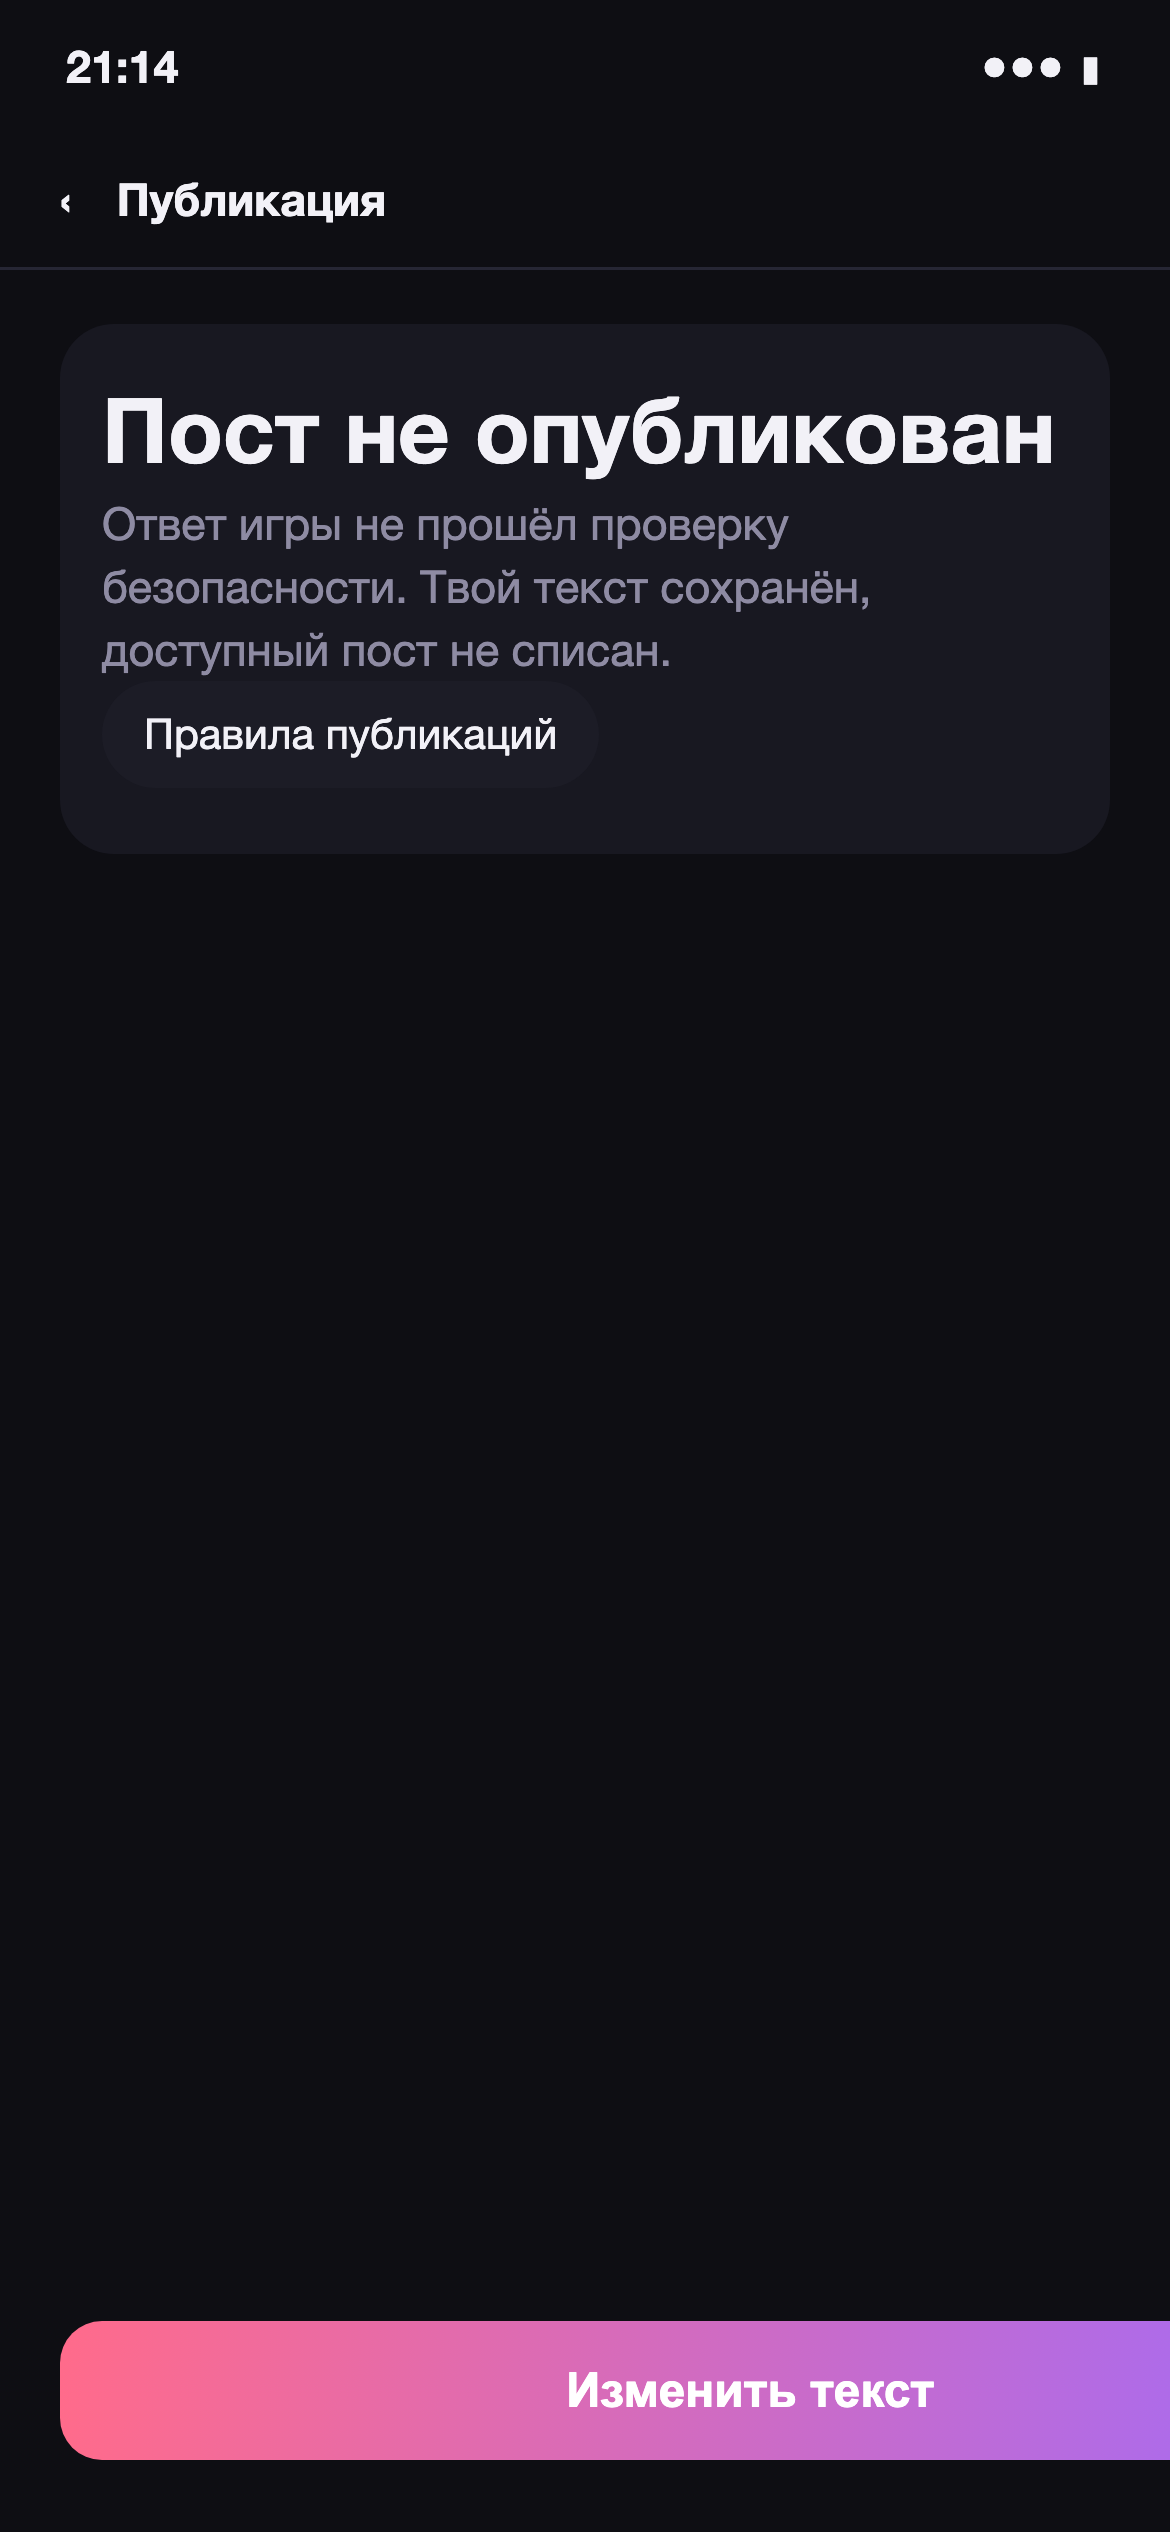 21:14
‹ Публикация
Пост не опубликован
Ответ игры не прошёл проверку
безопасности. Твой текст сохранён,
доступный пост не списан.
Правила публикаций
Изменить текст